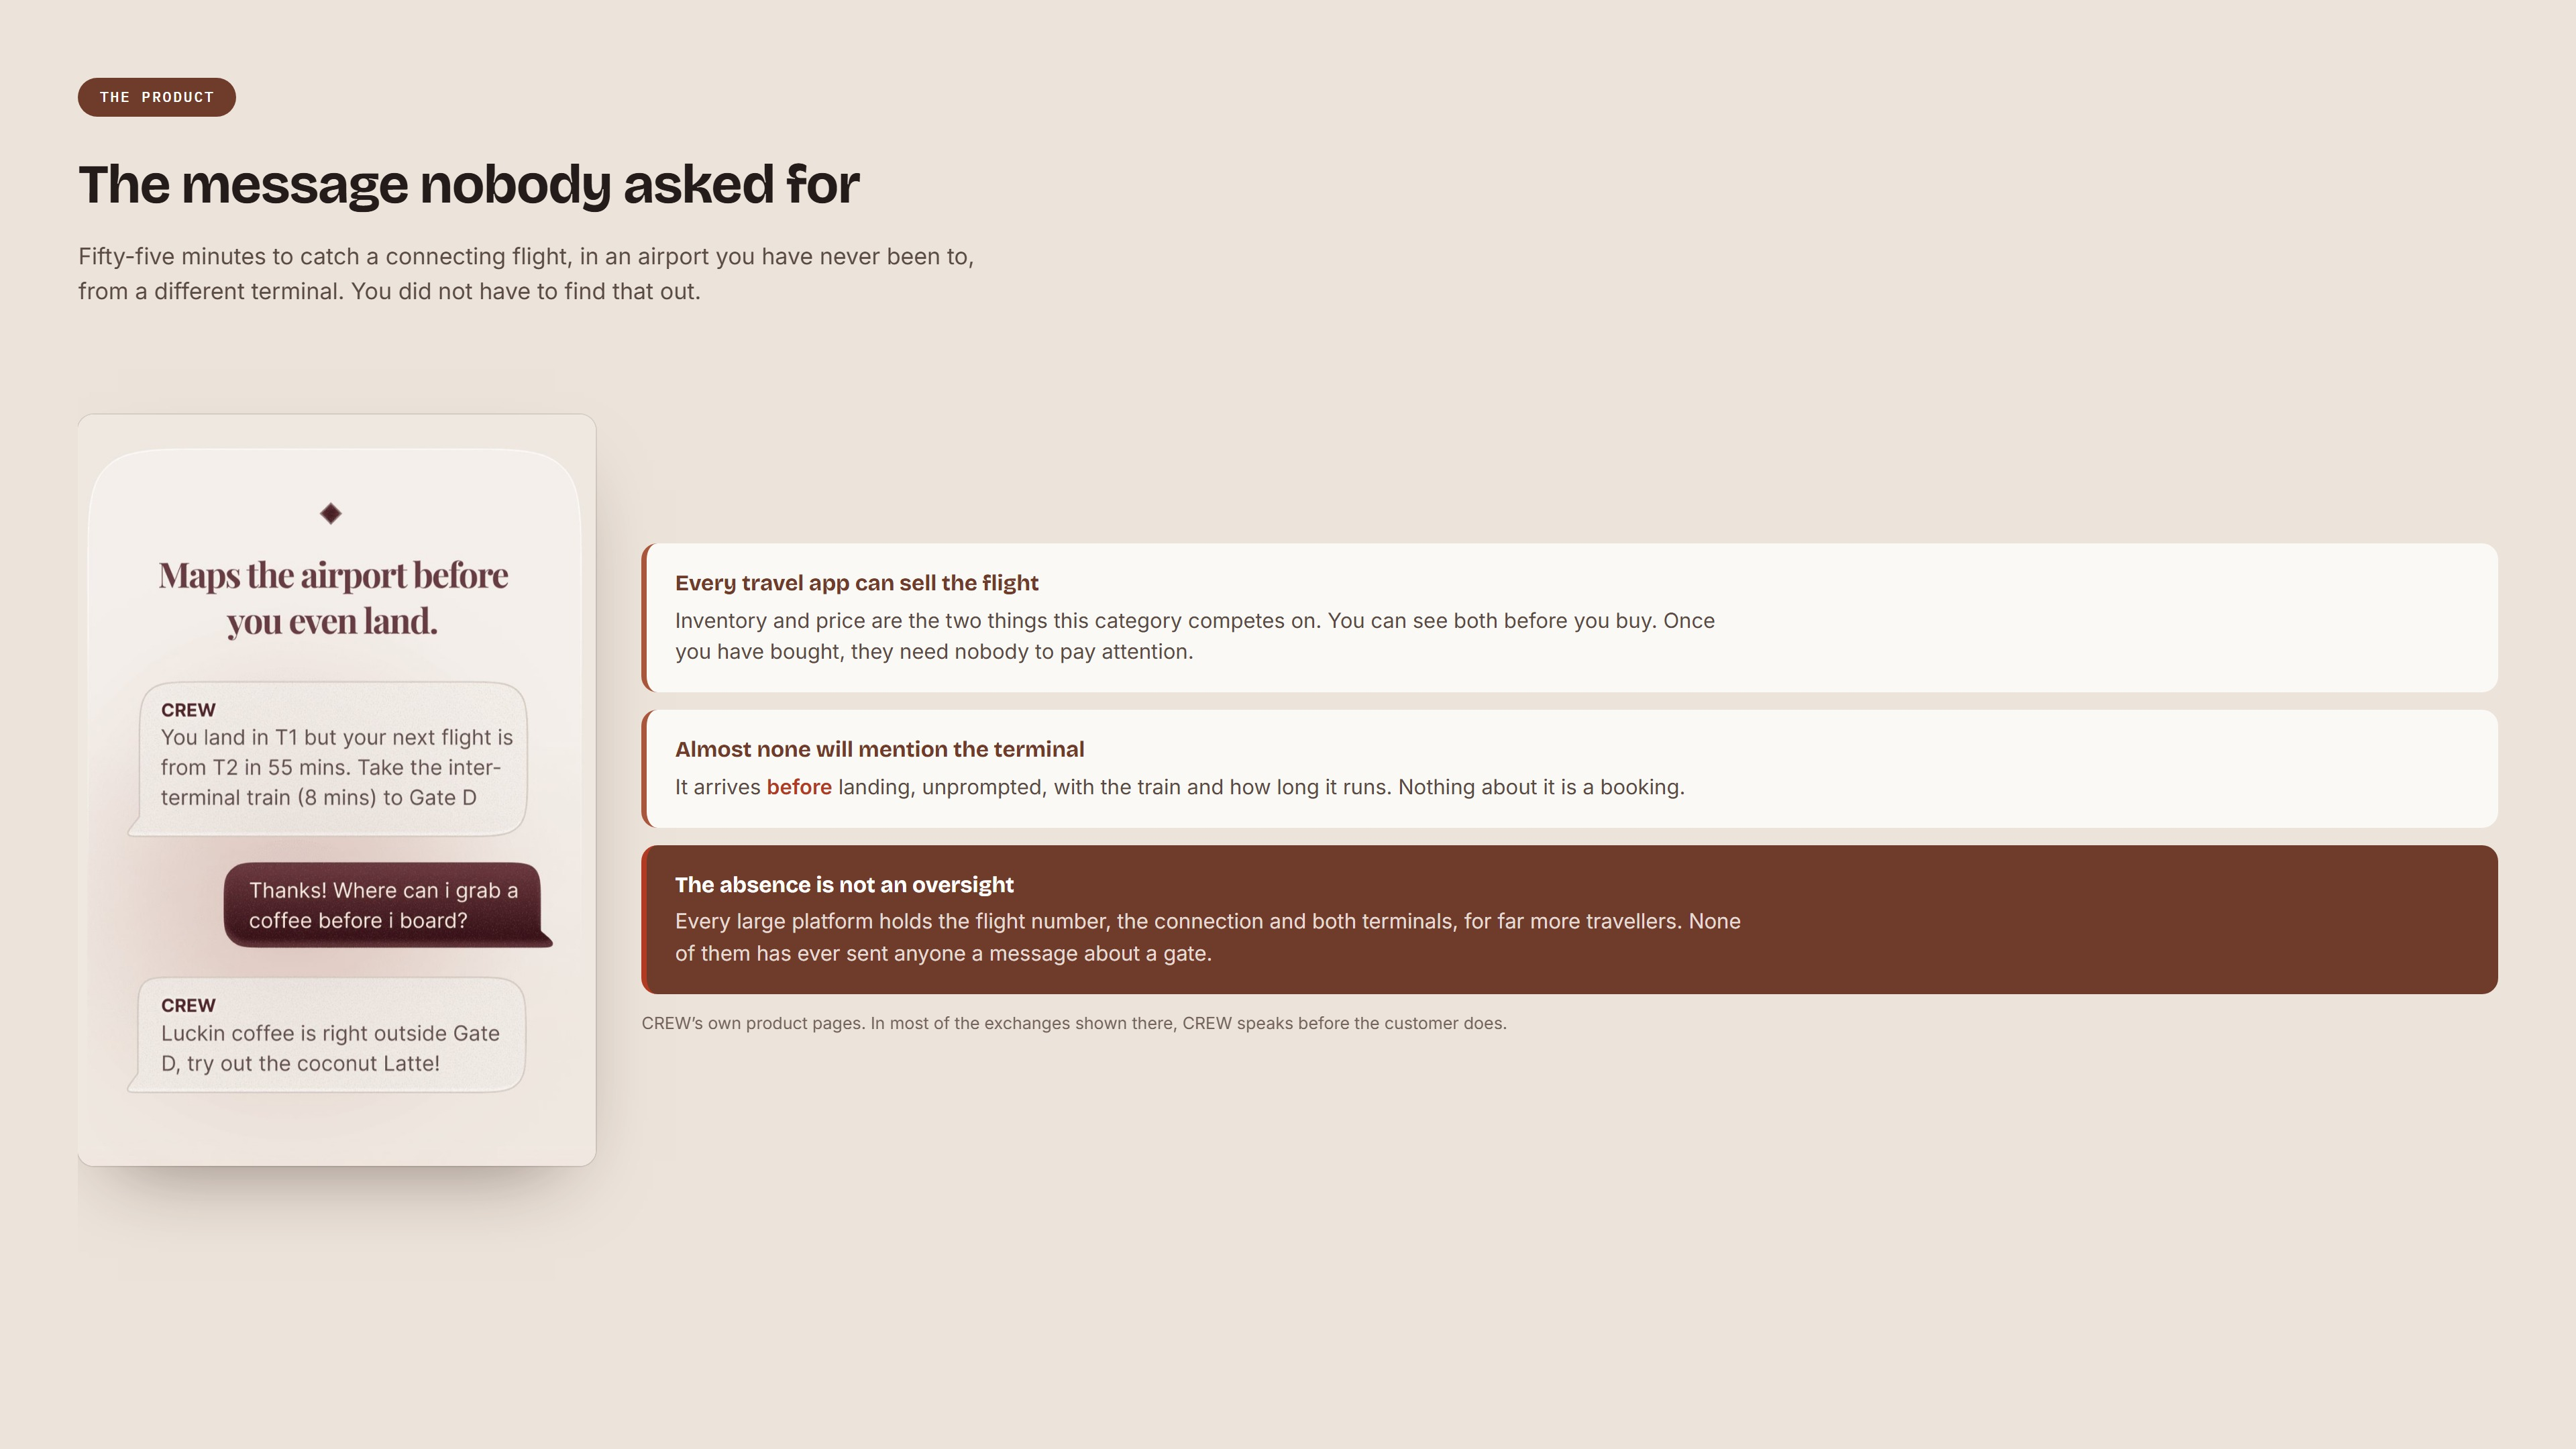 THE PRODUCT
The message nobody asked for
Fifty-five minutes to catch a connecting flight, in an airport you have never been to,
from a different terminal. You did not have to find that out.
Maps the airport before
you even land.
CREW
You land in T1 but your next flight is
from T2 in 55 mins. Take the inter-
terminal train (8 mins) to Gate D
Thanks! Where can i grab a
coffee before i board?
CREW
Luckin coffee is right outside Gate
D, try out the coconut Latte!
Every travel app can sell the flight
Inventory and price are the two things this category competes on. You can see both before you buy. Once
you have bought, they need nobody to pay attention.
Almost none will mention the terminal
It arrives before landing, unprompted, with the train and how long it runs. Nothing about it is a booking.
The absence is not an oversight
Every large platform holds the flight number, the connection and both terminals, for far more travellers. None
of them has ever sent anyone a message about a gate.
CREW’s own product pages. In most of the exchanges shown there, CREW speaks before the customer does.